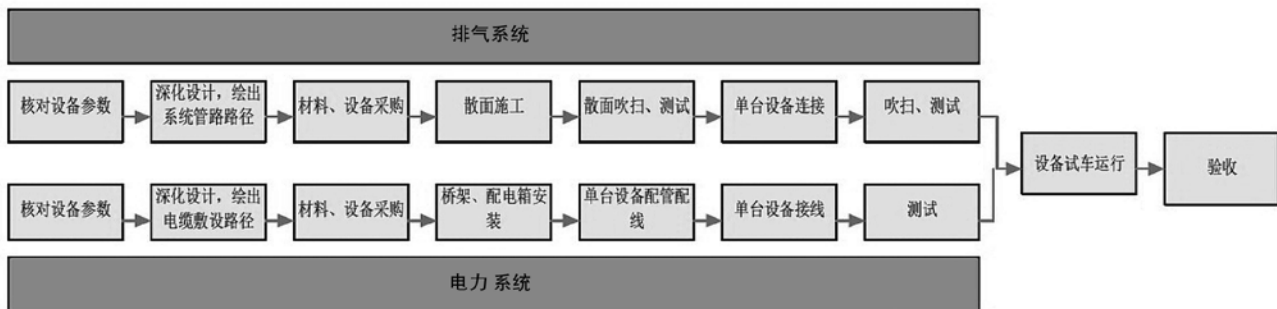 排气系统
核对设备参数
深化设计，绘出
系统管路路径
材料、设备采购
散面施工
散面吹扫、测试
单台设备连接
吹扫、测试
设备试车运行
验收
核对设备参数
深化设计，绘出
电缆敷设路径
材料、设备采购
桥架、配电箱安
装
单台设备配管配
线
单台设备接线
测试
电力 系统